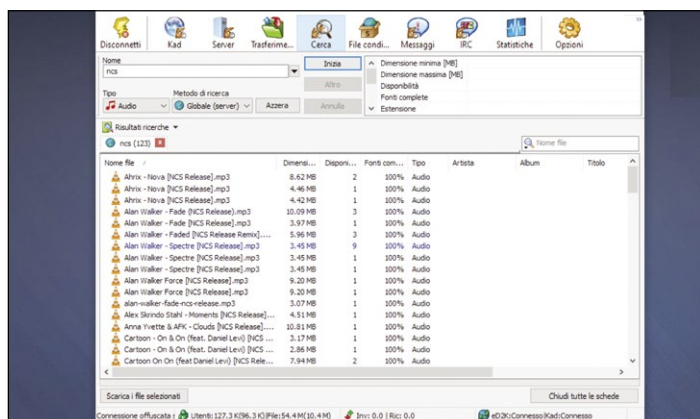 Disconnetti Kad Server Trasferime... Cerca File condi... Messaggi IRC Statistiche Opzioni
Nome
ncs
Inizia
Altro
Annulla
Tipo Metodo di ricerca
Audio Globale (server) Azzera
Dimensione minima [MB]
Dimensione massima [MB]
Disponibilità
Fonti complete
Estensione
Risultati ricerche
ncs (123) Nome file
Nome file Dimensi... Disponi... Fonti com... Tipo Artista Album Titolo
Ahrix - Nova [NCS Release].mp3 8.62 MB 2 100% Audio
Ahrix - Nova [NCS Release].mp3 4.46 MB 1 100% Audio
Ahrix - Nova [NCS Release].mp3 4.42 MB 1 100% Audio
Alan Walker - Fade (NCS Release).mp3 10.09 MB 3 100% Audio
Alan Walker - Fade [NCS Release].mp3 3.97 MB 1 100% Audio
Alan Walker - Faded [NCS Release Remix].... 5.96 MB 3 100% Audio
Alan Walker - Spectre [NCS Release].mp3 3.45 MB 9 100% Audio
Alan Walker - Spectre [NCS Release].mp3 3.45 MB 1 100% Audio
Alan Walker - Spectre [NCS Release].mp3 3.45 MB 1 100% Audio
Alan Walker Force [NCS Release].mp3 9.20 MB 1 100% Audio
Alan Walker Force [NCS Release].mp3 9.20 MB 1 100% Audio
alan-walker-fade-ncs-release.mp3 3.07 MB 1 100% Audio
Alex Skrindo Stahl - Moments [NCS Release]... 4.51 MB 1 100% Audio
Anna Yvette & AFK - Clouds [NCS Release].... 10.81 MB 1 100% Audio
Cartoon - On & On (feat. Daniel Levi) [NCS ... 3.17 MB 1 100% Audio
Cartoon - On & On (feat. Daniel Levi) [NCS ... 2.86 MB 1 100% Audio
Cartoon On On (feat Daniel Levi) [NCS Rele... 7.94 MB 2 100% Audio
Scarica i file selezionati Chiudi tutte le schede
Connessione offuscata Utenti: 127.3 K(96.3 K)|File: 54.4 M(10.4 M) Inv: 0.0 | Ric: 0.0 eD2K:Connesso|Kad:Connesso